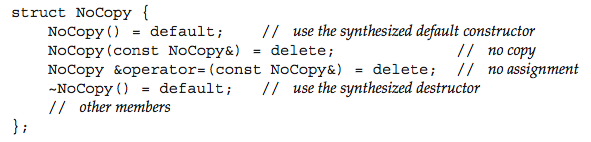 struct NoCopy {
    NoCopy() = default;    // use the synthesized default constructor
    NoCopy(const NoCopy&) = delete;            // no copy
    NoCopy &operator=(const NoCopy&) = delete;  // no assignment
    ~NoCopy() = default;   // use the synthesized destructor
    // other members
};